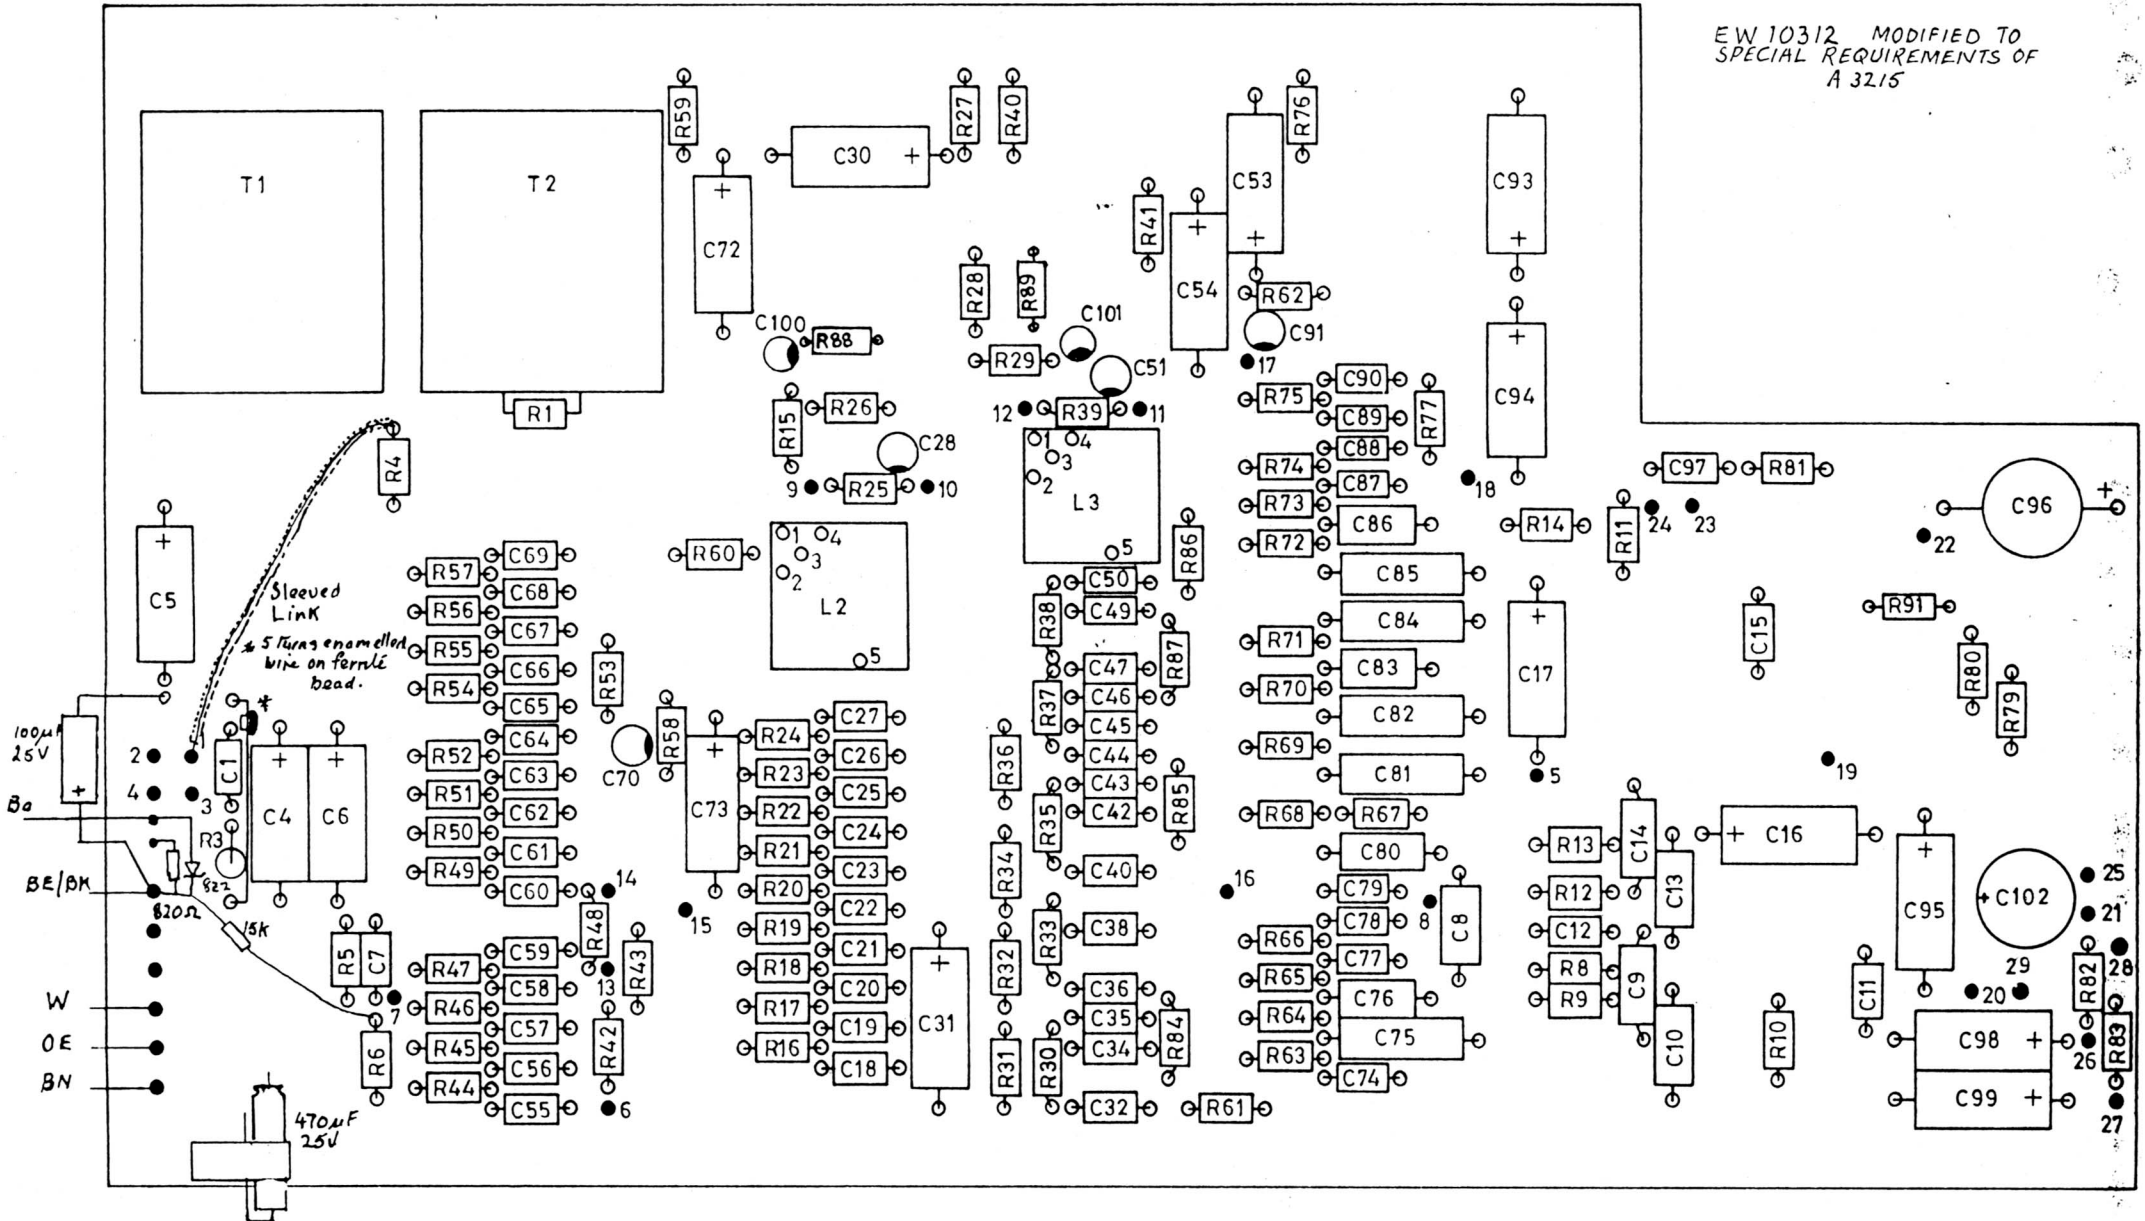 EW 10312 MODIFIED TO
SPECIAL REQUIREMENTS OF
A 3215
R59
C30 +
R27
R40
R76
T1
T2
C72
+
R41
C54
+
C53
+
C93
+
R28
R89
C101
R62
C91
C100
R88
R29
C51
17
C94
+
R1
R15
R26
12
R39
11
R75
C90
C89
R77
C28
1
4
3
2
L3
5
R74
C88
C87
18
C97
R81
R4
9
R25
10
R73
C86
R14
R11
24
23
C96
+
22
C5
+
R60
1
4
3
2
L2
5
R86
R72
C85
R57
C69
C68
R56
C67
R55
C66
R54
C65
R53
Sleeved
Link
* 5 Turns enamelled
wire on ferrite
bead.
R38
C50
C49
R87
C84
R71
C83
R70
C82
R69
C81
C17
+
5
C15
R91
R80
R79
19
100µF
25V
+
2
4
3
*
C1
C4
+
C6
+
R3
C64
R52
C63
R51
C62
R50
C61
R49
C60
C70
R58
C73
+
R24
C27
C26
R23
C25
R22
C24
R21
C23
R20
C22
R19
C21
R18
C20
R17
C19
R16
C18
C31
+
R36
R37
C47
C46
C45
C44
C43
C42
R35
R85
R34
C40
R33
C38
R32
C36
C35
C34
R84
R31
R30
C32
R61
16
R68
R67
C80
C79
C78
8
C8
R66
C77
R65
C76
R64
C75
R63
C74
R13
C14
R12
C13
C12
R8
R9
C9
C10
C16
+
C95
+
C102
+
25
21
28
29
20
R82
C11
R10
C98 +
C99 +
26
R83
27
Ba
BE/BK
820Ω
822
15K
R5
C7
7
R6
W
OE
BN
470µF
25V
14
15
R48
13
R43
R42
6
C59
R47
C58
R46
C57
R45
C56
R44
C55